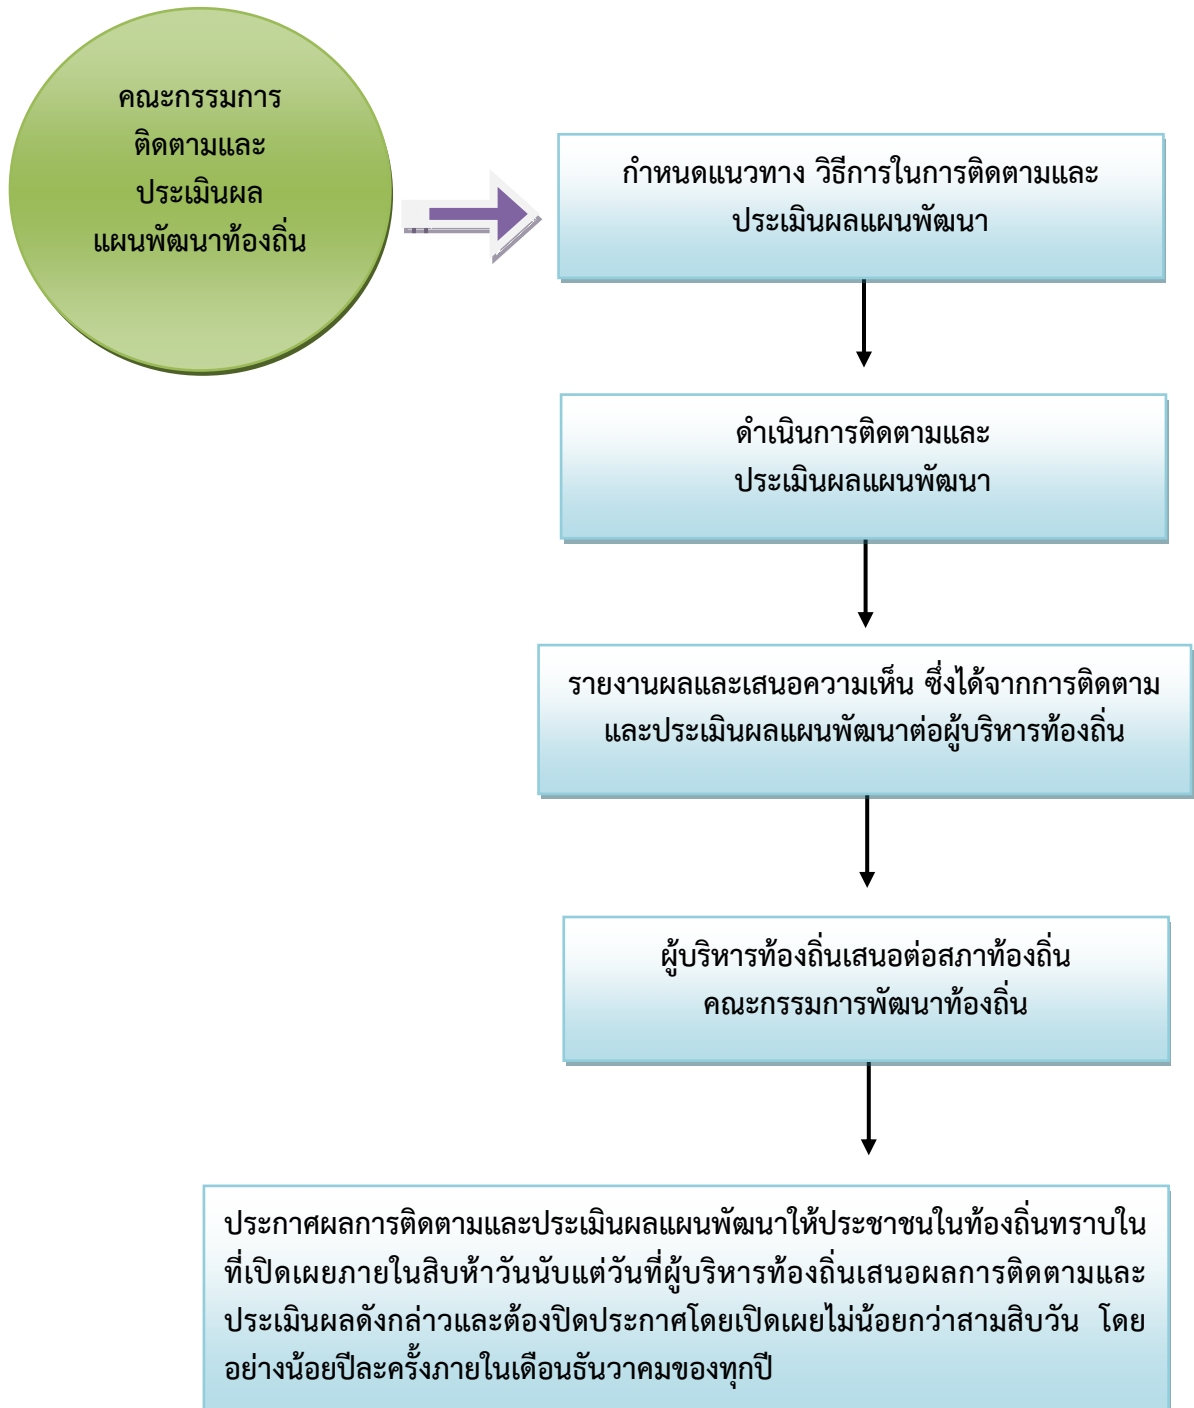 คณะกรรมการ
ติดตามและ
ประเมินผล
แผนพัฒนาท้องถิ่น
กำหนดแนวทาง วิธีการในการติดตามและ
ประเมินผลแผนพัฒนา
ดำเนินการติดตามและ
ประเมินผลแผนพัฒนา
รายงานผลและเสนอความเห็น ซึ่งได้จากการติดตาม
และประเมินผลแผนพัฒนาต่อผู้บริหารท้องถิ่น
ผู้บริหารท้องถิ่นเสนอต่อสภาท้องถิ่น
คณะกรรมการพัฒนาท้องถิ่น
ประกาศผลการติดตามและประเมินผลแผนพัฒนาให้ประชาชนในท้องถิ่นทราบใน
ที่เปิดเผยภายในสิบห้าวันนับแต่วันที่ผู้บริหารท้องถิ่นเสนอผลการติดตามและ
ประเมินผลดังกล่าวและต้องปิดประกาศโดยเปิดเผยไม่น้อยกว่าสามสิบวัน โดย
อย่างน้อยปีละครั้งภายในเดือนธันวาคมของทุกปี